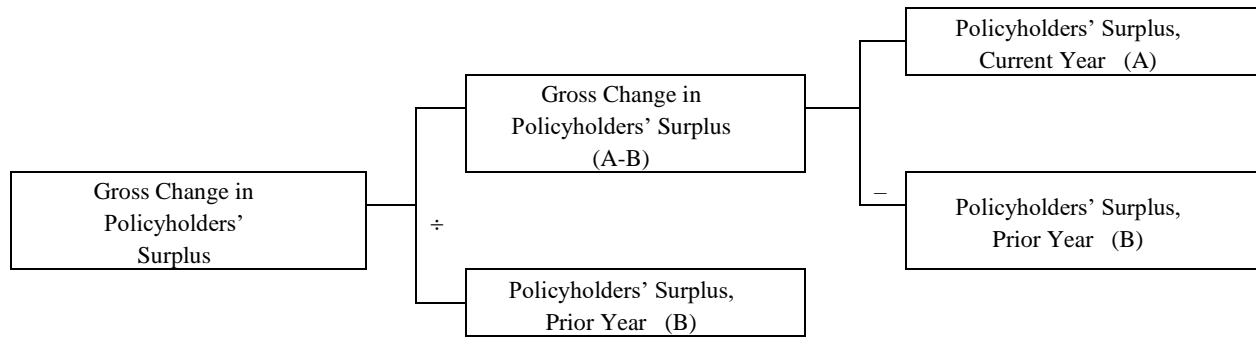 Policyholders’ Surplus,
Current Year (A)
Gross Change in
Policyholders’ Surplus
(A-B)
Gross Change in
Policyholders’
Surplus
÷
–
Policyholders’ Surplus,
Prior Year (B)
Policyholders’ Surplus,
Prior Year (B)